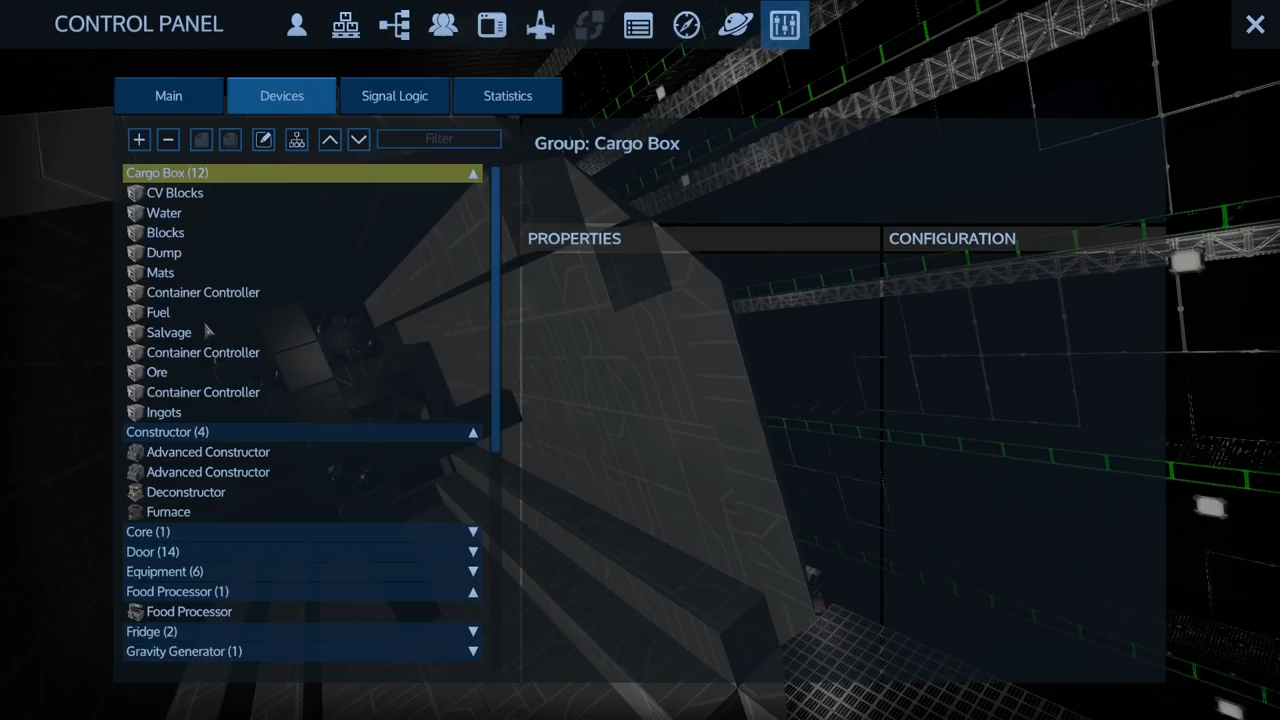 CONTROL PANEL
Main
Devices
Signal Logic
Statistics
Filter
Group: Cargo Box
Cargo Box (12)
CV Blocks
Water
Blocks
Dump
Mats
Container Controller
Fuel
Salvage
Container Controller
Ore
Container Controller
Ingots
Constructor (4)
Advanced Constructor
Advanced Constructor
Deconstructor
Furnace
Core (1)
Door (14)
Equipment (6)
Food Processor (1)
Food Processor
Fridge (2)
Gravity Generator (1)
PROPERTIES
CONFIGURATION